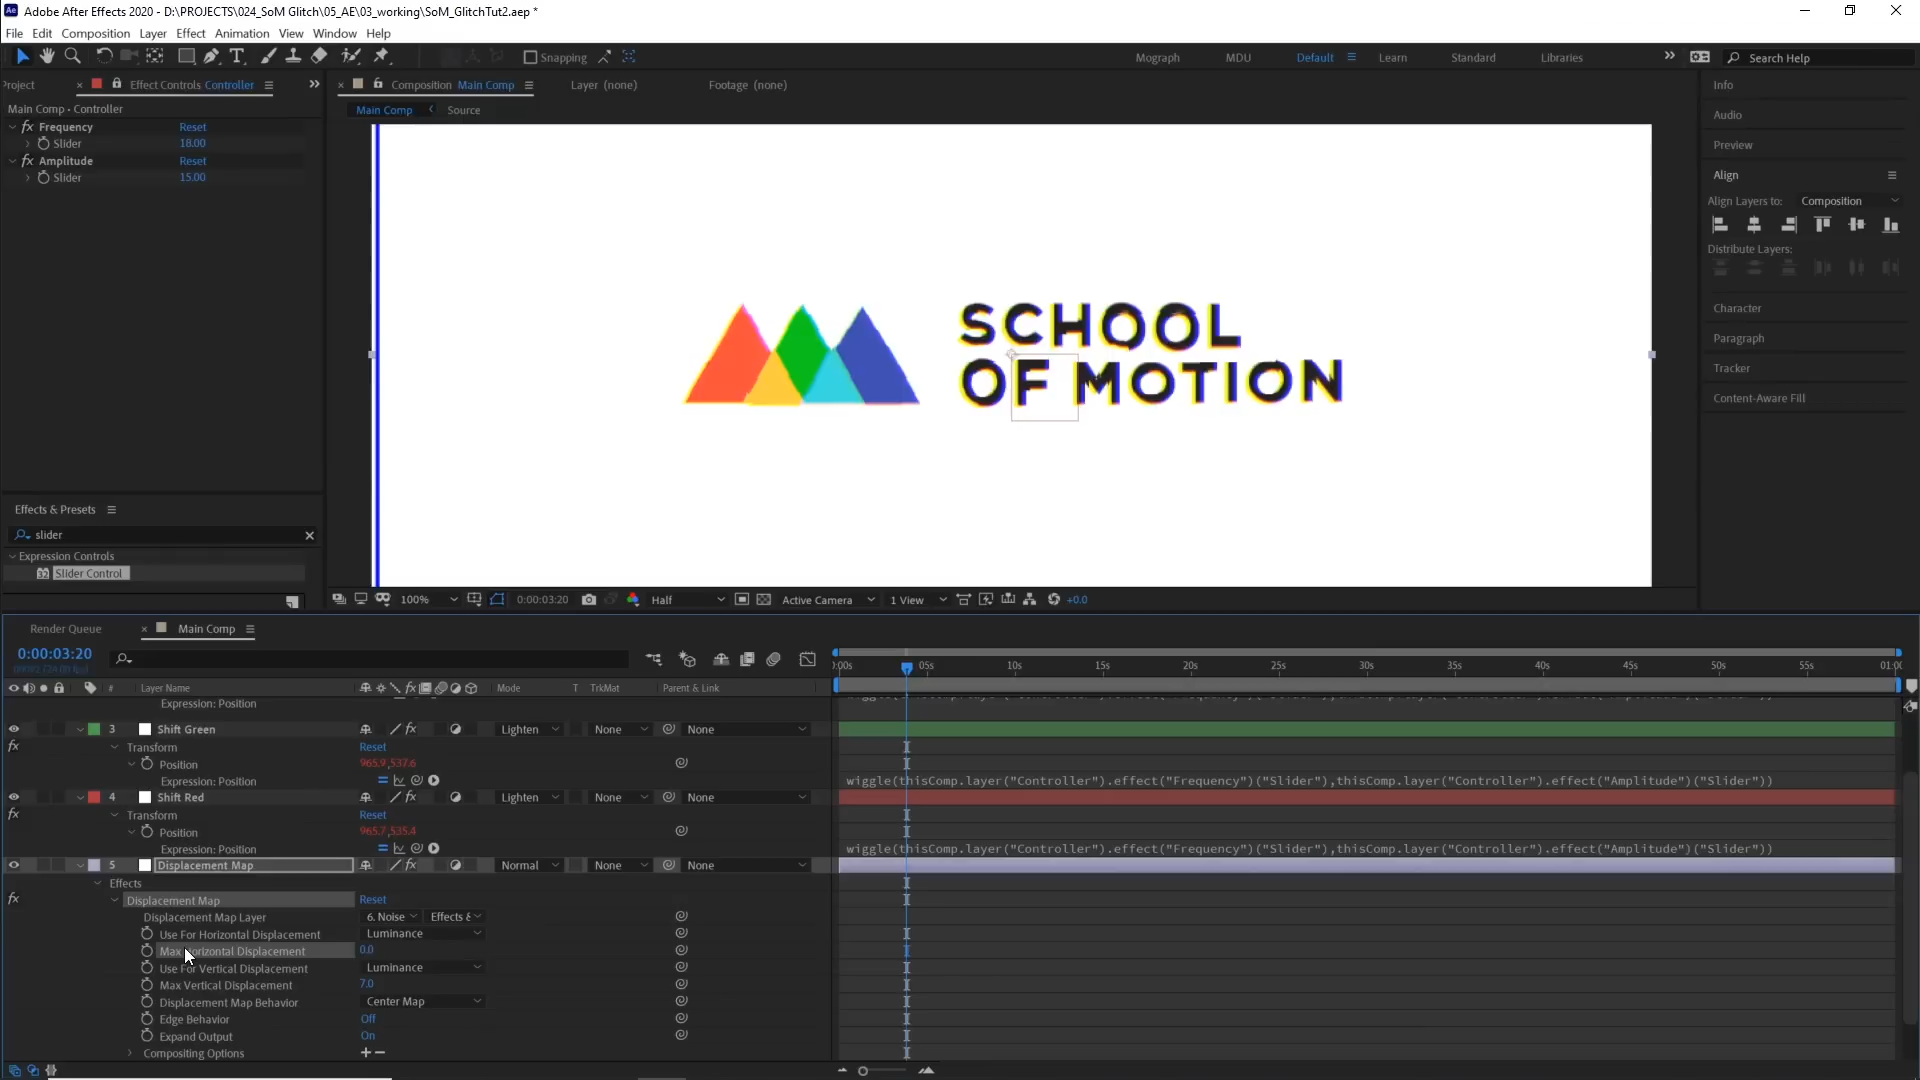 Adobe After Effects 2020 - D:\PROJECTS\024_SoM Glitch\05_AE\03_working\SoM_GlitchTut2.aep *
File Edit Composition Layer Effect Animation View Window Help
Snapping Mograph MDU Default Learn Standard Libraries Search Help
Project Effect Controls Controller Composition Main Comp Layer (none) Footage (none) Info
Main Comp • Controller Main Comp Source
Audio
fx Frequency Reset
Slider 18.00
Preview
fx Amplitude Reset
Slider 15.00
Align
Align Layers to: Composition
Distribute Layers:
Character
Paragraph
Tracker
Content-Aware Fill
SCHOOL
OF MOTION
Effects & Presets
slider
Expression Controls
32 Slider Control
100% 0:00:03:20 Half Active Camera 1 View +0.0
Render Queue Main Comp
0:00:03:20
:00s 05s 10s 15s 20s 25s 30s 35s 40s 45s 50s 55s 01:00
# Layer Name fx Mode T TrkMat Parent & Link
Expression: Position
3 Shift Green fx Lighten None None
fx Transform Reset
Position 965.9,537.6
Expression: Position wiggle(thisComp.layer("Controller").effect("Frequency")("Slider"),thisComp.layer("Controller").effect("Amplitude")("Slider"))
4 Shift Red fx Lighten None None
fx Transform Reset
Position 965.7,535.4
Expression: Position wiggle(thisComp.layer("Controller").effect("Frequency")("Slider"),thisComp.layer("Controller").effect("Amplitude")("Slider"))
5 Displacement Map fx Normal None None
Effects
fx Displacement Map Reset
Displacement Map Layer 6. Noise Effects &
Use For Horizontal Displacement Luminance
Max Horizontal Displacement 0.0
Use For Vertical Displacement Luminance
Max Vertical Displacement 7.0
Displacement Map Behavior Center Map
Edge Behavior Off
Expand Output On
Compositing Options